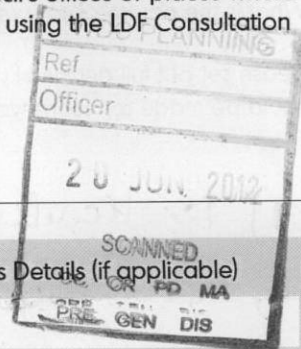 using the LDF Consultation
PLANNING
Ref
Officer
20 JUN 2012
SCANNED
s Details (if applicable)
CR PD MA
PRE GEN DIS